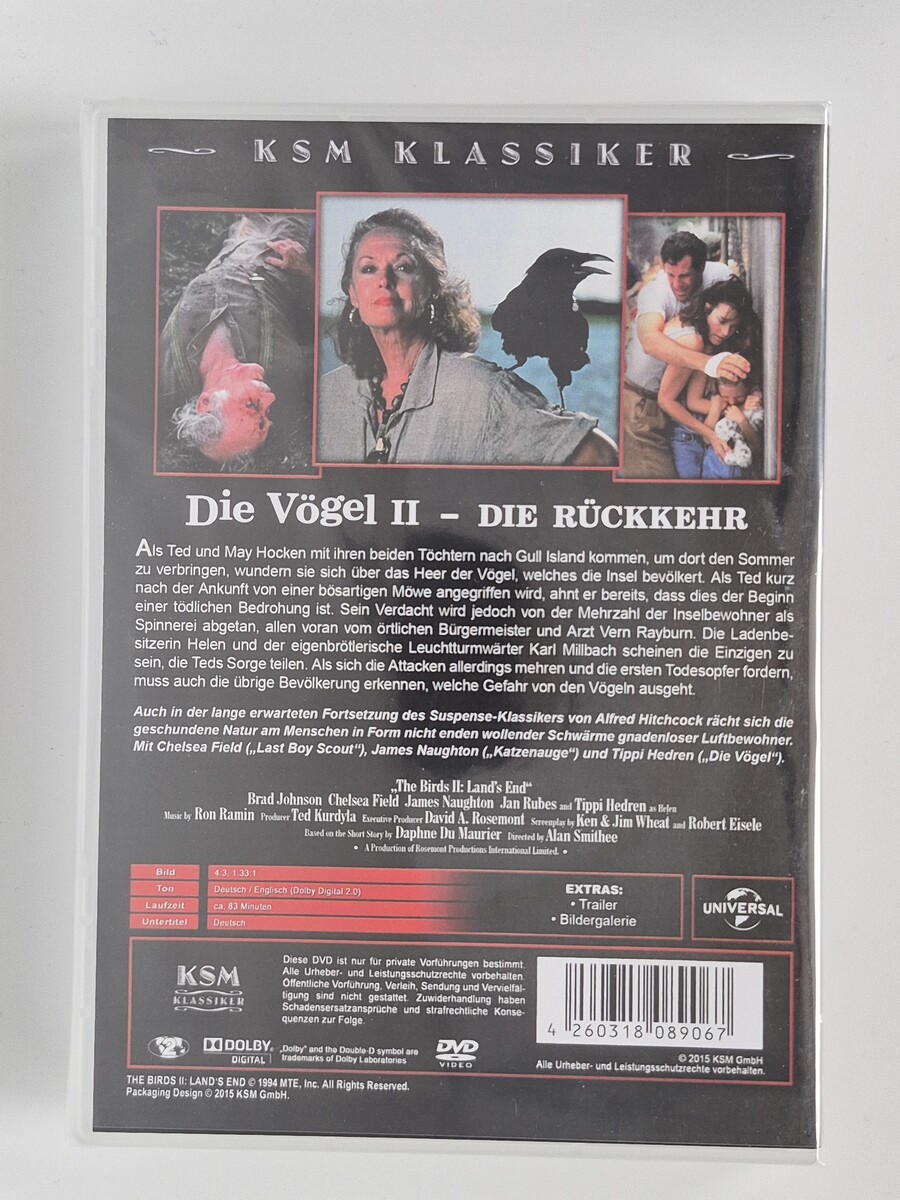 KSM KLASSIKER
Die Vögel II – DIE RÜCKKEHR
Als Ted und May Hocken mit ihren beiden Töchtern nach Gull Island kommen, um dort den Sommer
zu verbringen, wundern sie sich über das Heer der Vögel, welches die Insel bevölkert. Als Ted kurz
nach der Ankunft von einer bösartigen Möwe angegriffen wird, ahnt er bereits, dass dies der Beginn
einer tödlichen Bedrohung ist. Sein Verdacht wird jedoch von der Mehrzahl der Inselbewohner als
Spinnerei abgetan, allen voran vom örtlichen Bürgermeister und Arzt Vern Rayburn. Die Ladenbe-
sitzerin Helen und der eigenbrötlerische Leuchtturmwärter Karl Millbach scheinen die Einzigen zu
sein, die Teds Sorge teilen. Als sich die Attacken allerdings mehren und die ersten Todesopfer fordern,
muss auch die übrige Bevölkerung erkennen, welche Gefahr von den Vögeln ausgeht.
Auch in der lange erwarteten Fortsetzung des Suspense-Klassikers von Alfred Hitchcock rächt sich die
geschundene Natur am Menschen in Form nicht enden wollender Schwärme gnadenloser Luftbewohner.
Mit Chelsea Field („Last Boy Scout“), James Naughton („Katzenauge“) und Tippi Hedren („Die Vögel“).
„The Birds II: Land's End“
Brad Johnson Chelsea Field James Naughton Jan Rubes and Tippi Hedren as Helen
Music by Ron Ramin Producer Ted Kurdyla Executive Producer David A. Rosemont Screenplay by Ken & Jim Wheat and Robert Eisele
Based on the Short Story by Daphne Du Maurier Directed by Alan Smithee
• A Production of Rosemont Productions International Limited. •
Bild 4:3, 1.33:1
Ton Deutsch / Englisch (Dolby Digital 2.0)
Laufzeit ca. 83 Minuten
Untertitel Deutsch
EXTRAS:
• Trailer
• Bildergalerie
UNIVERSAL
KSM
KLASSIKER
Diese DVD ist nur für private Vorführungen bestimmt.
Alle Urheber- und Leistungsschutzrechte vorbehalten.
Öffentliche Vorführung, Verleih, Sendung und Vervielfäl-
tigung sind nicht gestattet. Zuwiderhandlung haben
Schadensersatzansprüche und strafrechtliche Konse-
quenzen zur Folge.
2
DOLBY
DIGITAL
„Dolby“ and the Double-D symbol are
trademarks of Dolby Laboratories
DVD
VIDEO
4 260318 089067
© 2015 KSM GmbH
Alle Urheber- und Leistungsschutzrechte vorbehalten.
THE BIRDS II: LAND'S END © 1994 MTE, Inc. All Rights Reserved.
Packaging Design © 2015 KSM GmbH.